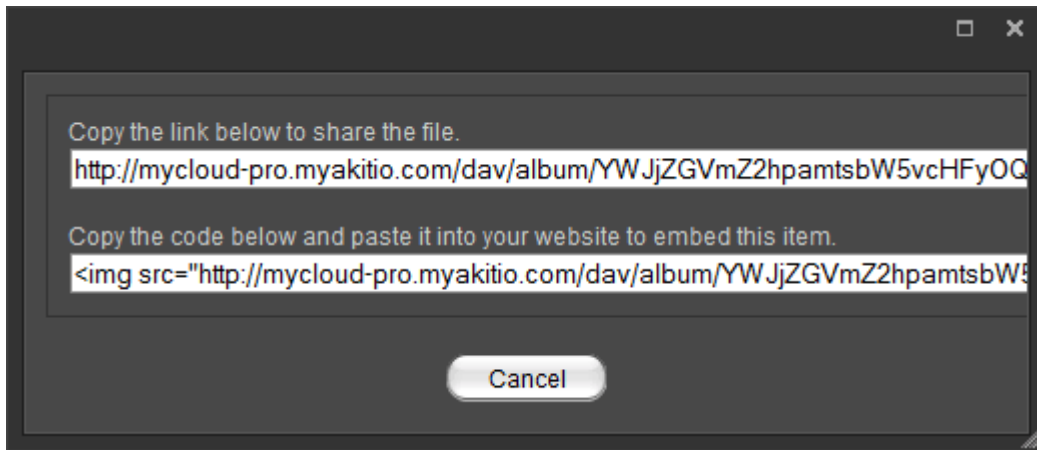 Copy the link below to share the file.
http://mycloud-pro.myakitio.com/dav/album/YWJjZGVmZ2hpamtsbW5vcHFyOQ
Copy the code below and paste it into your website to embed this item.
<img src="http://mycloud-pro.myakitio.com/dav/album/YWJjZGVmZ2hpamtsbW5
Cancel